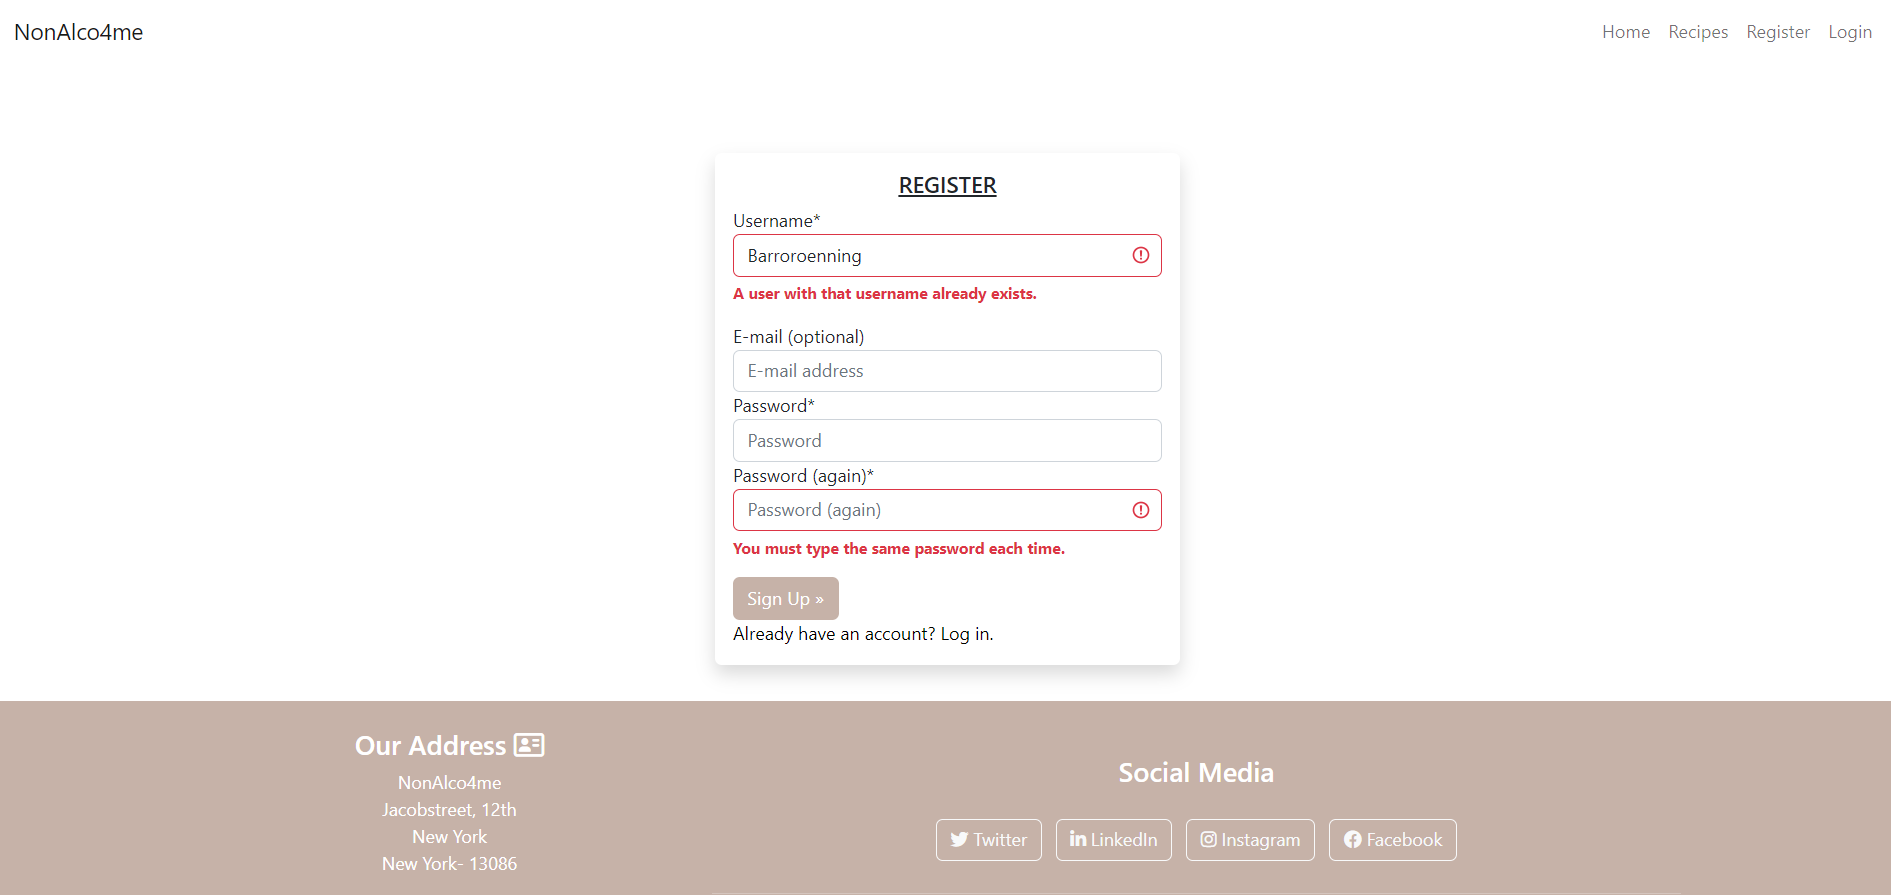 NonAlco4me
Home Recipes Register Login
REGISTER
Username*
Barroroenning
A user with that username already exists.
E-mail (optional)
E-mail address
Password*
Password
Password (again)*
Password (again)
You must type the same password each time.
Sign Up »
Already have an account? Log in.
Our Address
NonAlco4me
Jacobstreet, 12th
New York
New York- 13086
Social Media
Twitter LinkedIn Instagram Facebook